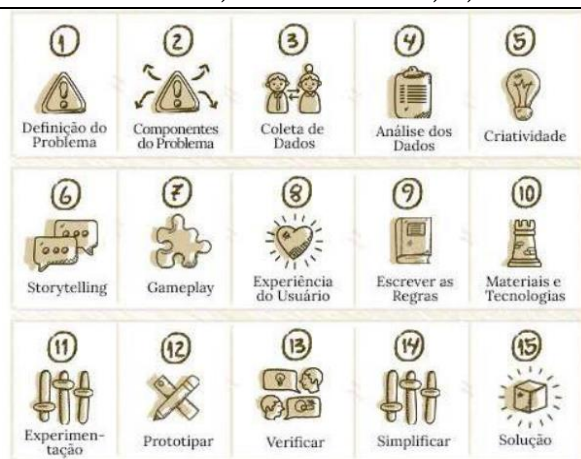 1
2
3
4
5
Definição do
Problema
Componentes
do Problema
Coleta de
Dados
Análise dos
Dados
Criatividade
6
7
8
9
10
Storytelling
Gameplay
Experiência
do Usuário
Escrever as
Regras
Materiais e
Tecnologias
11
12
13
14
15
Experimen-
tação
Prototipar
Verificar
Simplificar
Solução